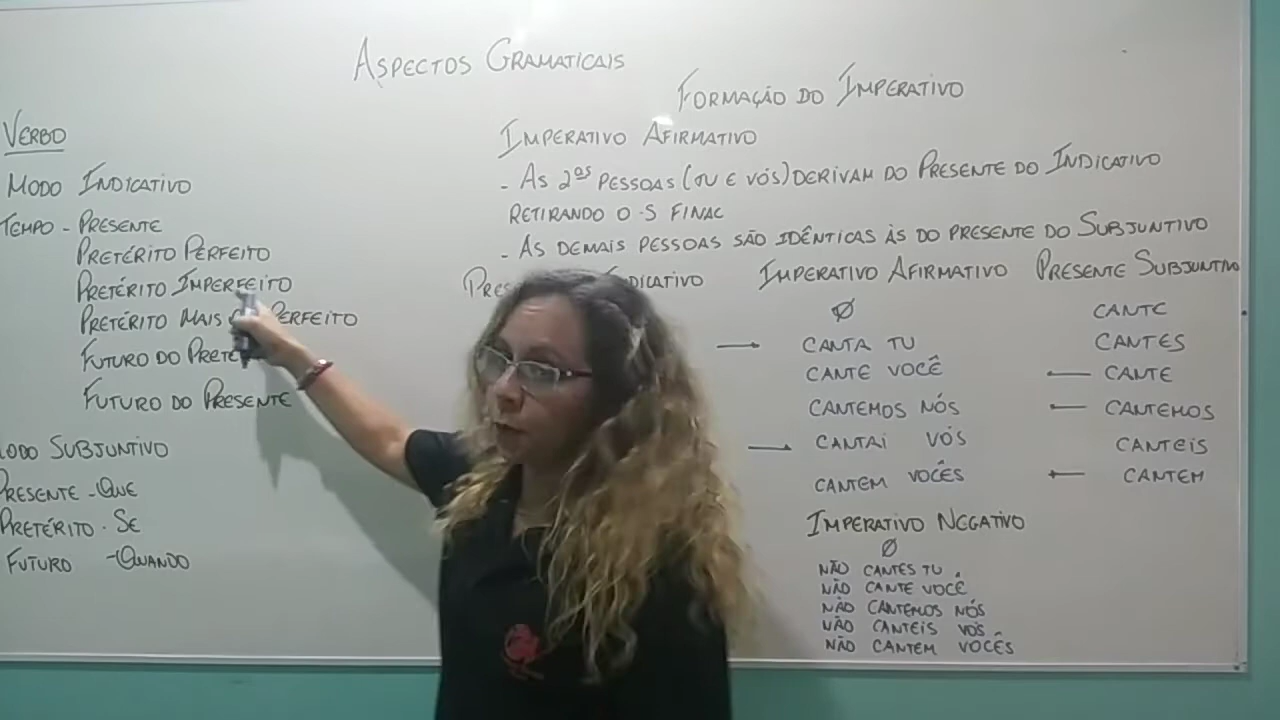 ASPECTOS GRAMATICAIS
VERBO
MODO INDICATIVO
TEMPO - PRESENTE
PRETÉRITO PERFEITO
PRETÉRITO IMPERFEITO
PRETÉRITO MAIS PERFEITO
FUTURO DO PRETE
FUTURO DO PRESENTE
ODO SUBJUNTIVO
PRESENTE - QUE
PRETÉRITO - SE
FUTURO - QUANDO
FORMAÇÃO DO IMPERATIVO
IMPERATIVO AFIRMATIVO
- AS 2ªS PESSOAS (TU E VÓS) DERIVAM DO PRESENTE DO INDICATIVO
RETIRANDO O -S FINAL
- AS DEMAIS PESSOAS SÃO IDÊNTICAS ÀS DO PRESENTE DO SUBJUNTIVO
PRES DICATIVO IMPERATIVO AFIRMATIVO PRESENTE SUBJUNTIVO
Ø CANTE
→ CANTA TU CANTES
CANTE VOCÊ ← CANTE
CANTEMOS NÓS ← CANTEMOS
→ CANTAI VÓS CANTEIS
CANTEM VOCÊS ← CANTEM
IMPERATIVO NEGATIVO
Ø
NÃO CANTES TU
NÃO CANTE VOCÊ
NÃO CANTEMOS NÓS
NÃO CANTEIS VÓS
NÃO CANTEM VOCÊS